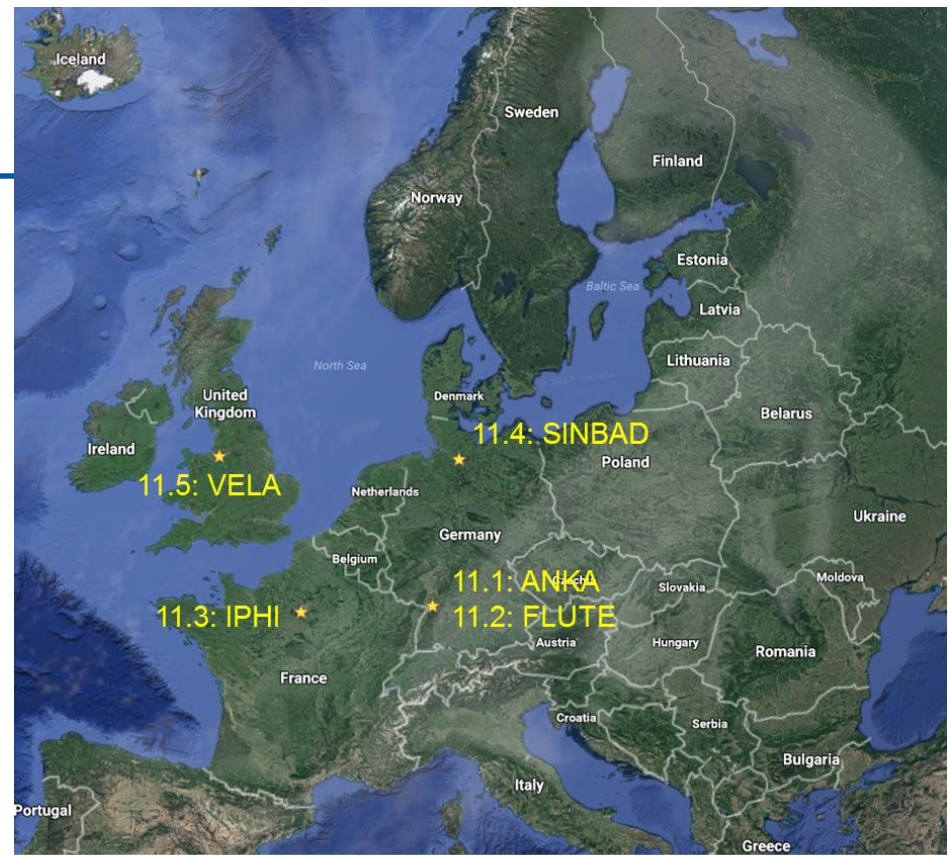 Iceland
Sweden
Finland
Norway
Estonia
Baltic Sea
Latvia
North Sea
Lithuania
United
Kingdom
Denmark
Belarus
11.4: SINBAD
Ireland
Poland
11.5: VELA
Netherlands
Ukraine
Germany
Belgium
11.1: ANKA
Slovakia
Moldova
11.3: IPHI
11.2: FLUTE
Austria
Hungary
Romania
France
Croatia
Serbia
Bulgaria
Italy
Portugal
Greece